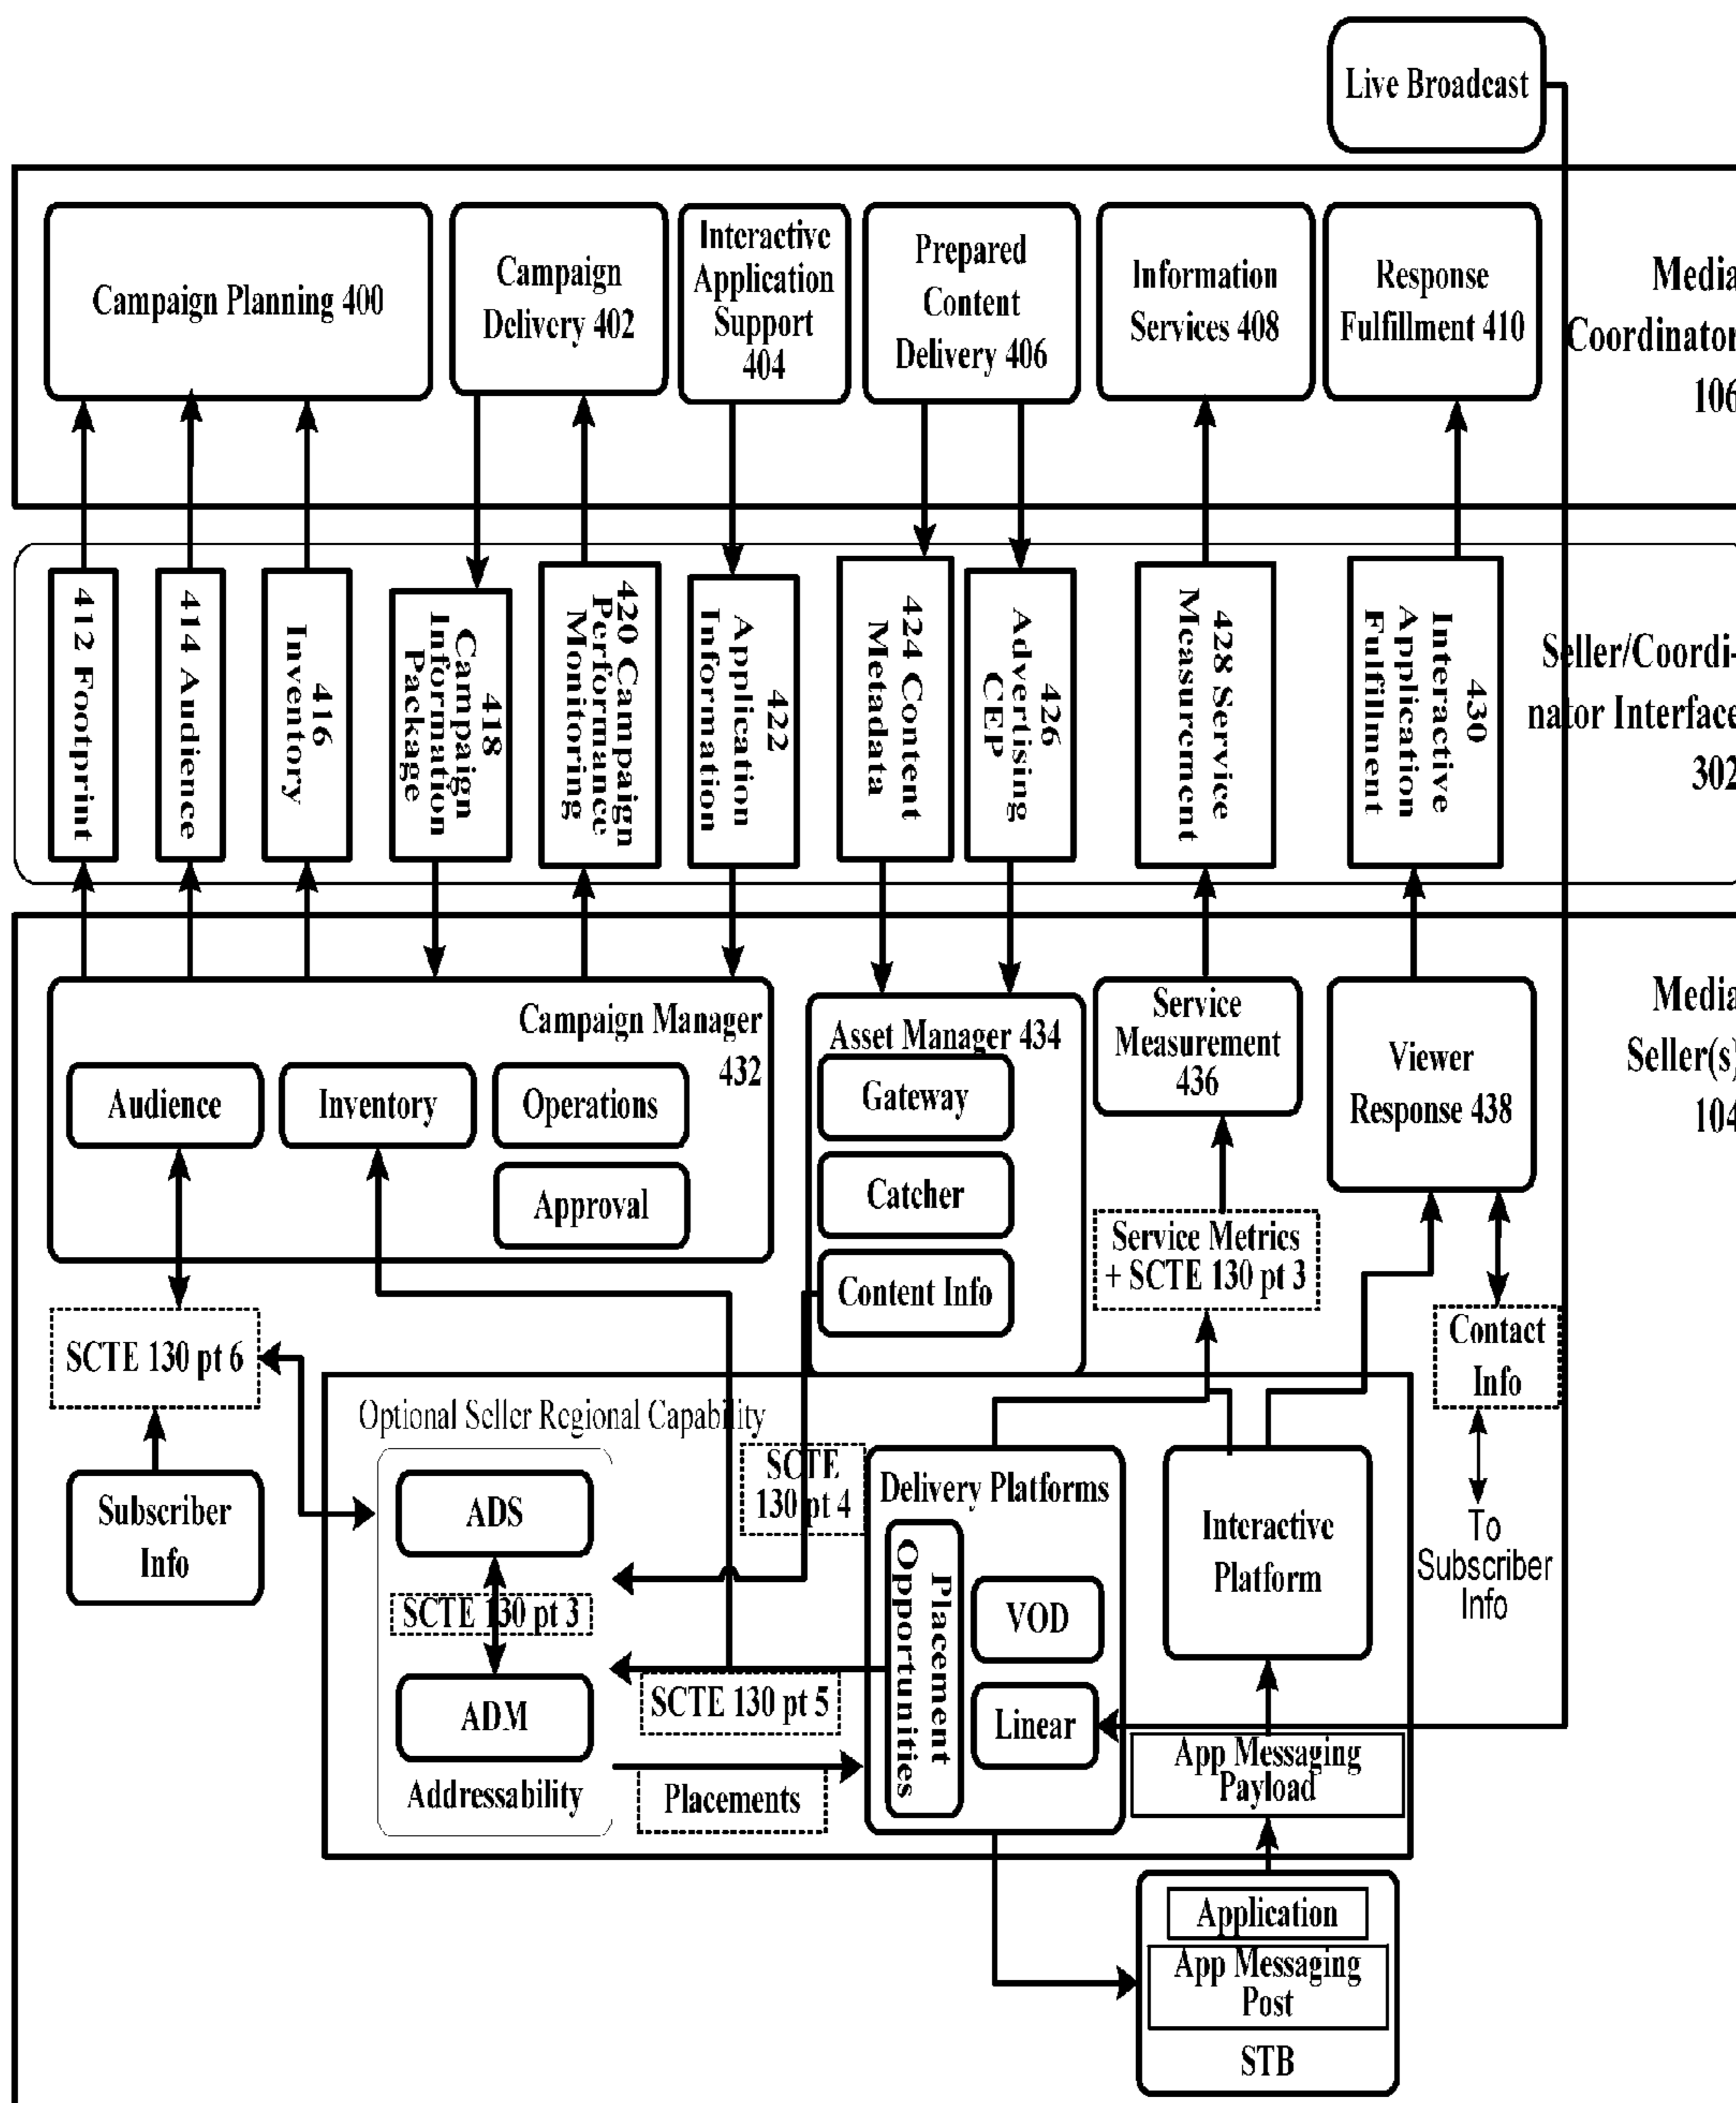 Live Broadcast
Campaign Planning 400
Campaign
Delivery 402
Interactive
Application
Support
404
Prepared
Content
Delivery 406
Information
Services 408
Response
Fulfillment 410
Media
Coordinator
106
412 Footprint
414 Audience
416
Inventory
418
Campaign
Information
Package
420 Campaign
Performance
Monitoring
422
Application
Information
424 Content
Metadata
426
Advertising
CEP
428 Service
Measurement
430
Interactive
Application
Fulfillment
Seller/Coordi-
nator Interface
302
Campaign Manager
432
Audience
Inventory
Operations
Approval
Asset Manager 434
Gateway
Catcher
Content Info
Service
Measurement
436
Viewer
Response 438
Media
Seller(s)
104
Service Metrics
+ SCTE 130 pt 3
SCTE 130 pt 6
Contact
Info
Subscriber
Info
Optional Seller Regional Capability
ADS
SCTE 130 pt 3
ADM
Addressability
SCTE
130 pt 4
SCTE 130 pt 5
Placements
Delivery Platforms
Placement
Opportunities
VOD
Linear
Interactive
Platform
To
Subscriber
Info
App Messaging
Payload
Application
App Messaging
Post
STB